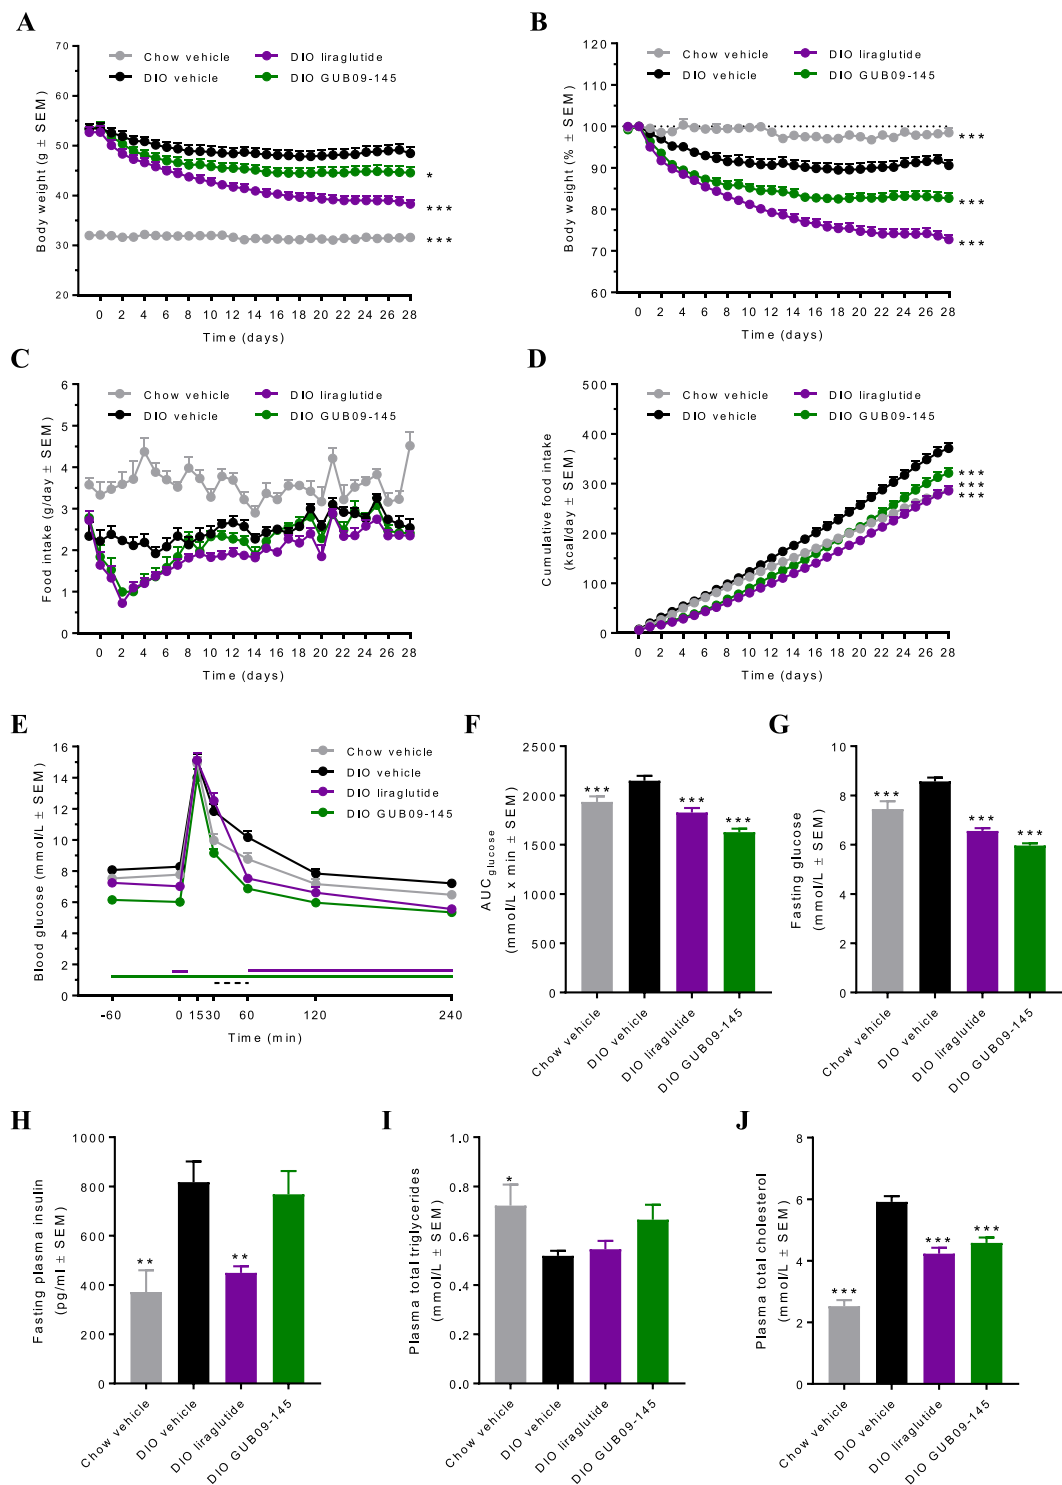 A
Body weight (g ± SEM)
70
60
50
40
30
20
Chow vehicle
DIO vehicle
DIO liraglutide
DIO GUB09-145
*
***
***
0 2 4 6 8 10 12 14 16 18 20 22 24 26 28
Time (days)
B
Body weight (% ± SEM)
120
110
100
90
80
70
60
Chow vehicle
DIO vehicle
DIO liraglutide
DIO GUB09-145
***
***
***
0 2 4 6 8 10 12 14 16 18 20 22 24 26 28
Time (days)
C
Food intake (g/day ± SEM)
6
5
4
3
2
1
0
Chow vehicle
DIO vehicle
DIO liraglutide
DIO GUB09-145
0 2 4 6 8 10 12 14 16 18 20 22 24 26 28
Time (days)
D
Cumulative food intake
(kcal/day ± SEM)
500
400
300
200
100
0
Chow vehicle
DIO vehicle
DIO liraglutide
DIO GUB09-145
***
***
***
0 2 4 6 8 10 12 14 16 18 20 22 24 26 28
Time (days)
E
Blood glucose (mmol/L ± SEM)
16
14
12
10
8
6
4
2
0
Chow vehicle
DIO vehicle
DIO liraglutide
DIO GUB09-145
-60 0 15 30 60 120 240
Time (min)
F
AUCglucose
(mmol/L x min ± SEM)
2500
2000
1500
1000
500
0
***
***
***
Chow vehicle
DIO vehicle
DIO liraglutide
DIO GUB09-145
G
Fasting glucose
(mmol/L ± SEM)
10
8
6
4
2
0
***
***
***
Chow vehicle
DIO vehicle
DIO liraglutide
DIO GUB09-145
H
Fasting plasma insulin
(pg/ml ± SEM)
1000
800
600
400
200
0
**
**
Chow vehicle
DIO vehicle
DIO liraglutide
DIO GUB09-145
I
Plasma total triglycerides
(mmol/L ± SEM)
1.0
0.8
0.6
0.4
0.2
0.0
*
Chow vehicle
DIO vehicle
DIO liraglutide
DIO GUB09-145
J
Plasma total cholesterol
(mmol/L ± SEM)
8
6
4
2
0
***
***
***
Chow vehicle
DIO vehicle
DIO liraglutide
DIO GUB09-145